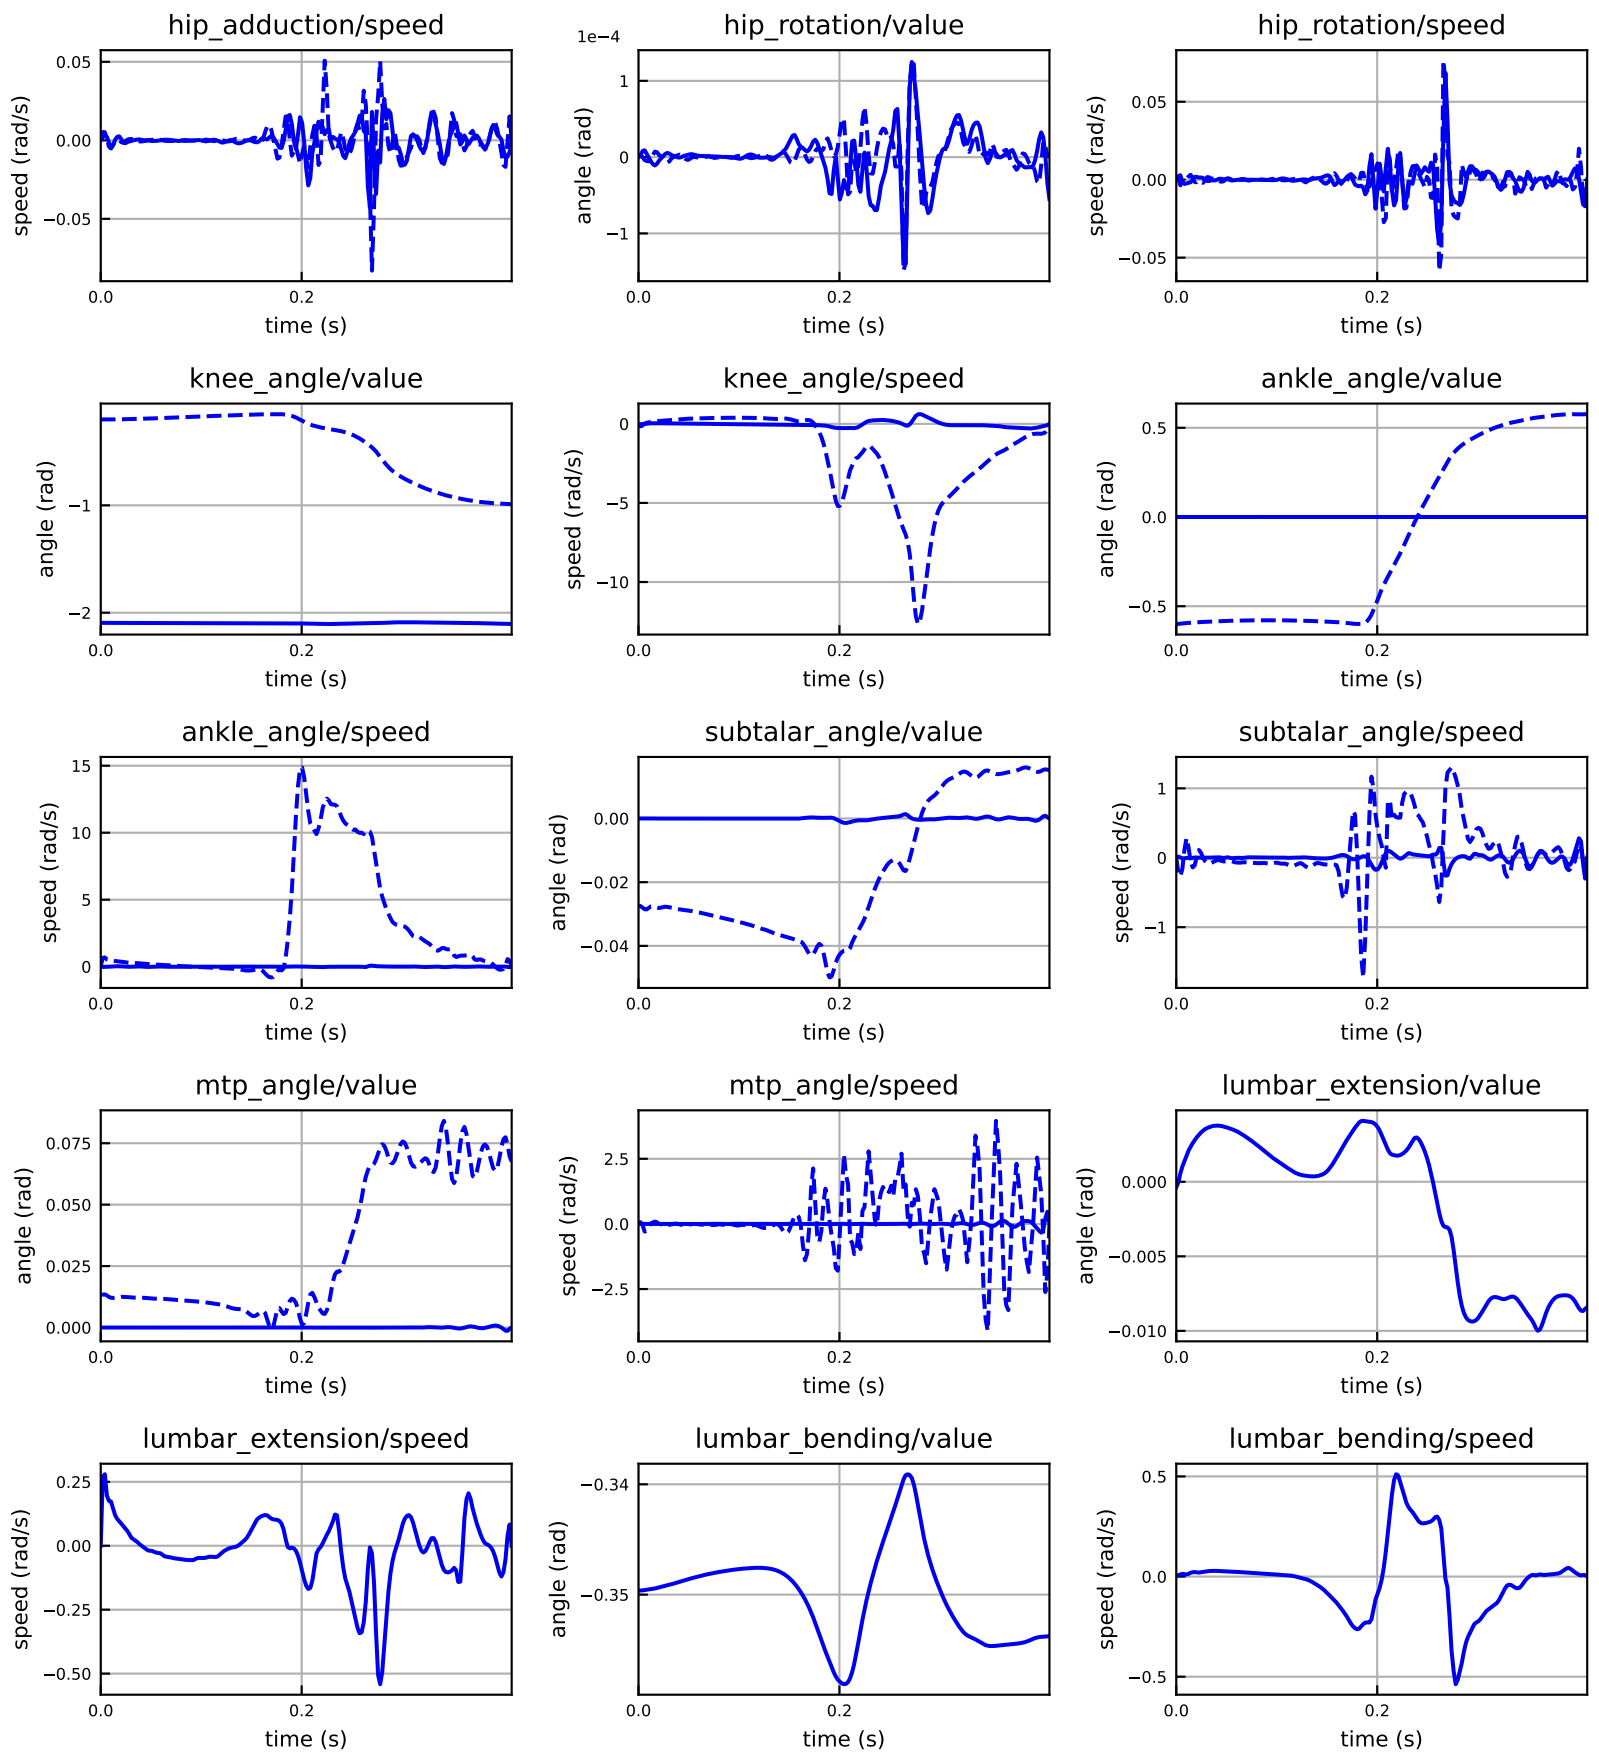 hip_adduction/speed
speed (rad/s)
0.05
0.00
−0.05
0.0
0.2
time (s)
hip_rotation/value
1e−4
angle (rad)
1
0
−1
0.0
0.2
time (s)
hip_rotation/speed
speed (rad/s)
0.05
0.00
−0.05
0.0
0.2
time (s)
knee_angle/value
angle (rad)
−1
−2
0.0
0.2
time (s)
knee_angle/speed
speed (rad/s)
0
−5
−10
0.0
0.2
time (s)
ankle_angle/value
angle (rad)
0.5
0.0
−0.5
0.0
0.2
time (s)
ankle_angle/speed
speed (rad/s)
15
10
5
0
0.0
0.2
time (s)
subtalar_angle/value
angle (rad)
0.00
−0.02
−0.04
0.0
0.2
time (s)
subtalar_angle/speed
speed (rad/s)
1
0
−1
0.0
0.2
time (s)
mtp_angle/value
angle (rad)
0.075
0.050
0.025
0.000
0.0
0.2
time (s)
mtp_angle/speed
speed (rad/s)
2.5
0.0
−2.5
0.0
0.2
time (s)
lumbar_extension/value
angle (rad)
0.000
−0.005
−0.010
0.0
0.2
time (s)
lumbar_extension/speed
speed (rad/s)
0.25
0.00
−0.25
−0.50
0.0
0.2
time (s)
lumbar_bending/value
angle (rad)
−0.34
−0.35
0.0
0.2
time (s)
lumbar_bending/speed
speed (rad/s)
0.5
0.0
−0.5
0.0
0.2
time (s)